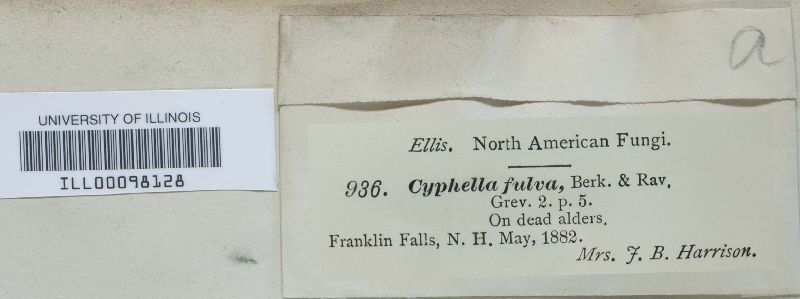 a
UNIVERSITY OF ILLINOIS
ILL00098128
Ellis. North American Fungi.
936. Cyphella fulva, Berk. & Rav,
Grev. 2. p. 5.
On dead alders.
Franklin Falls, N. H. May, 1882.
Mrs. J. B. Harrison.